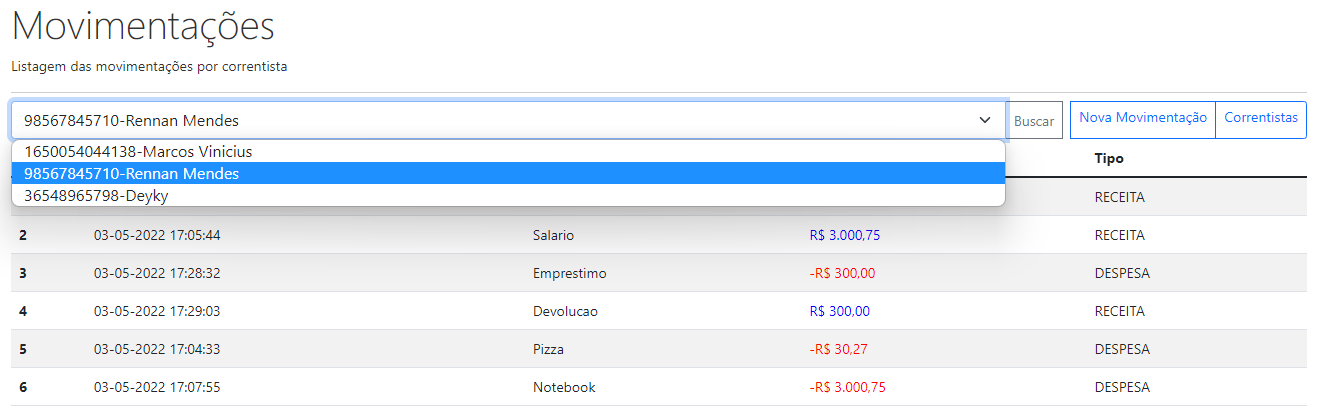 Movimentações
Listagem das movimentações por correntista
98567845710-Rennan Mendes Buscar Nova Movimentação Correntistas
1650054044138-Marcos Vinicius Tipo
98567845710-Rennan Mendes
36548965798-Deyky RECEITA
2 03-05-2022 17:05:44 Salario R$ 3.000,75 RECEITA
3 03-05-2022 17:28:32 Emprestimo -R$ 300,00 DESPESA
4 03-05-2022 17:29:03 Devolucao R$ 300,00 RECEITA
5 03-05-2022 17:04:33 Pizza -R$ 30,27 DESPESA
6 03-05-2022 17:07:55 Notebook -R$ 3.000,75 DESPESA